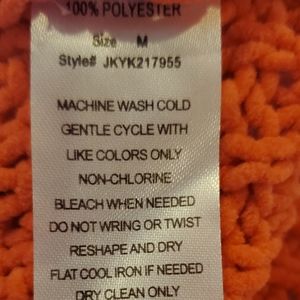 100% POLYESTER
Size M
Style# JKYK217955
MACHINE WASH COLD
GENTLE CYCLE WITH
LIKE COLORS ONLY
NON-CHLORINE
BLEACH WHEN NEEDED
DO NOT WRING OR TWIST
RESHAPE AND DRY
FLAT COOL IRON IF NEEDED
DRY CLEAN ONLY